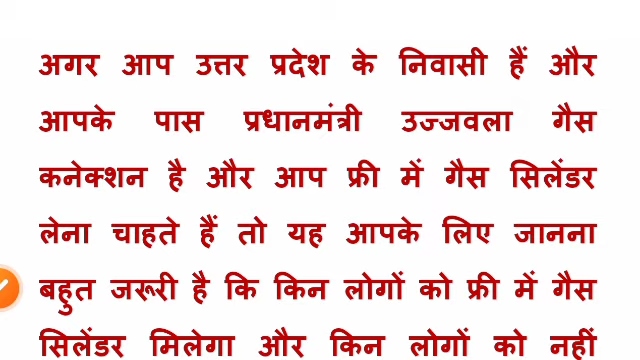 अगर आप उत्तर प्रदेश के निवासी हैं और
आपके पास प्रधानमंत्री उज्जवला गैस
कनेक्शन है और आप फ्री में गैस सिलेंडर
लेना चाहते हैं तो यह आपके लिए जानना
बहुत जरूरी है कि किन लोगों को फ्री में गैस
सिलेंडर मिलेगा और किन लोगों को नहीं